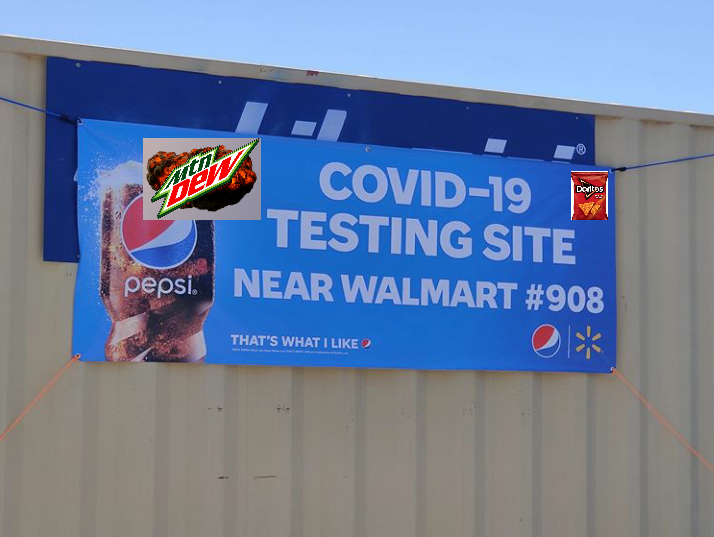 Mtn
DEW
COVID-19
TESTING SITE
NEAR WALMART #908
pepsi®
Doritos
THAT'S WHAT I LIKE
®